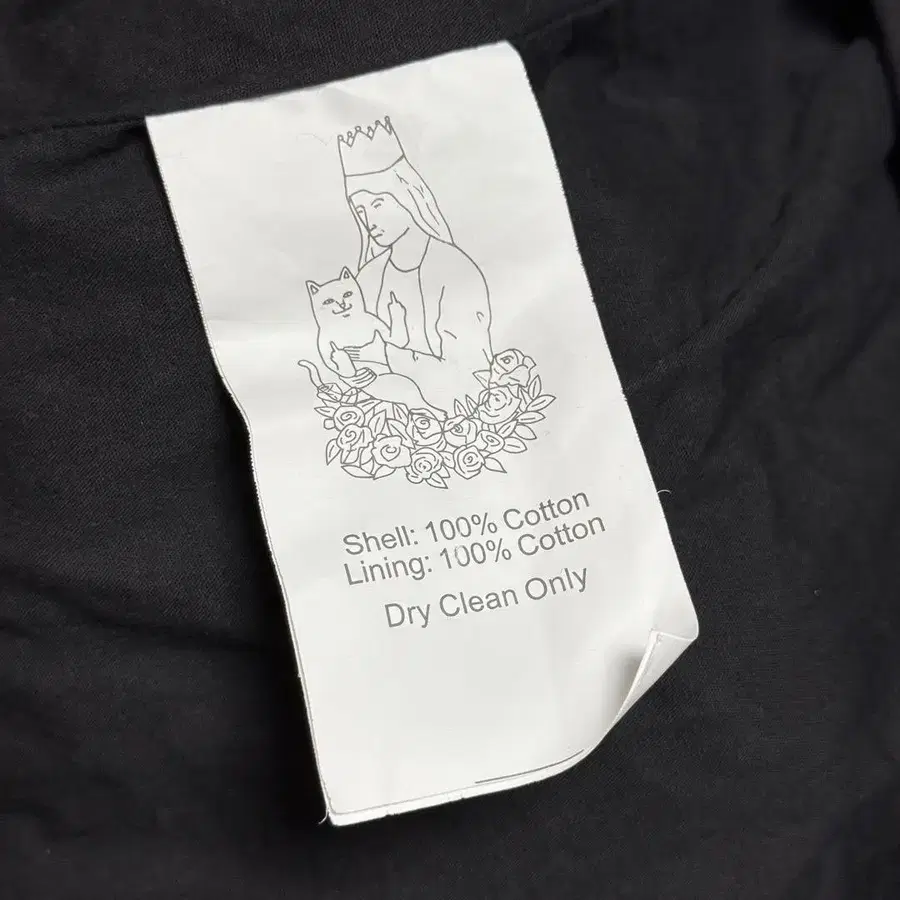 Shell: 100% Cotton
Lining: 100% Cotton
Dry Clean Only